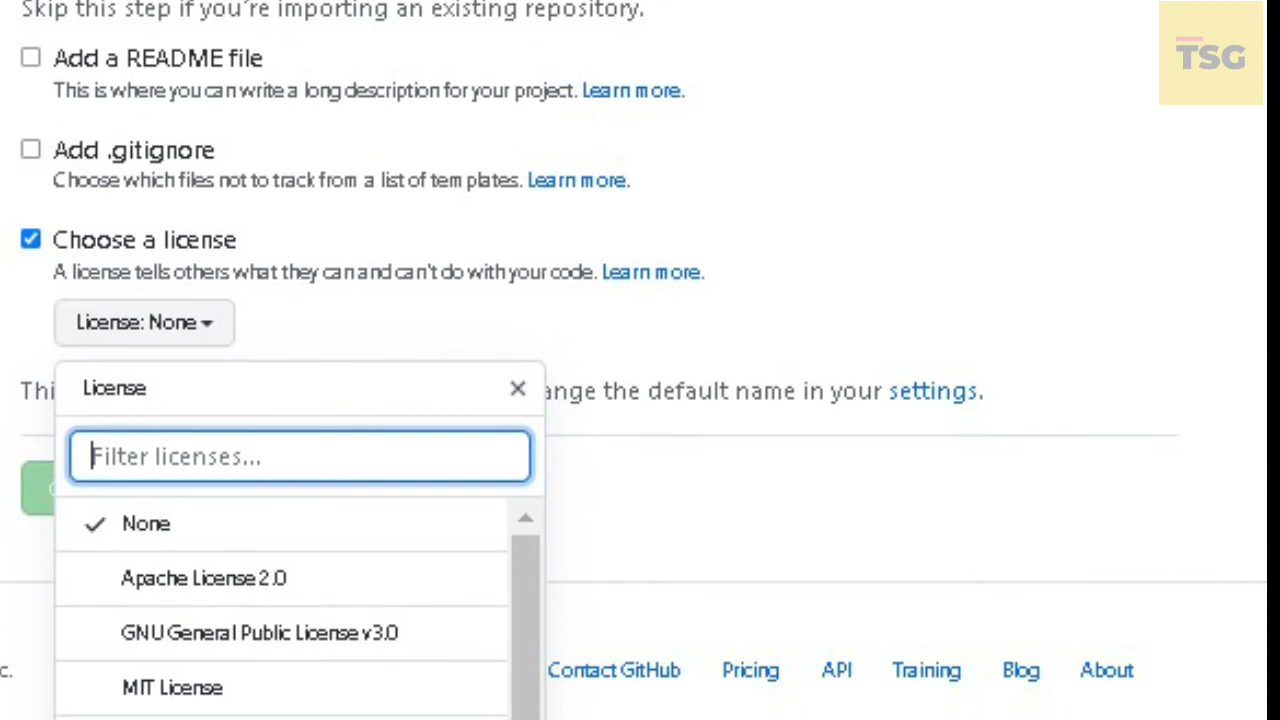 Skip this step if you're importing an existing repository.
TSG
Add a README file
This is where you can write a long description for your project. Learn more.
Add .gitignore
Choose which files not to track from a list of templates. Learn more.
Choose a license
A license tells others what they can and can't do with your code. Learn more.
License: None
License
Thi ange the default name in your settings.
Filter licenses...
None
Apache License 2.0
GNU General Public License v3.0
MIT License
c. Contact GitHub Pricing API Training Blog About